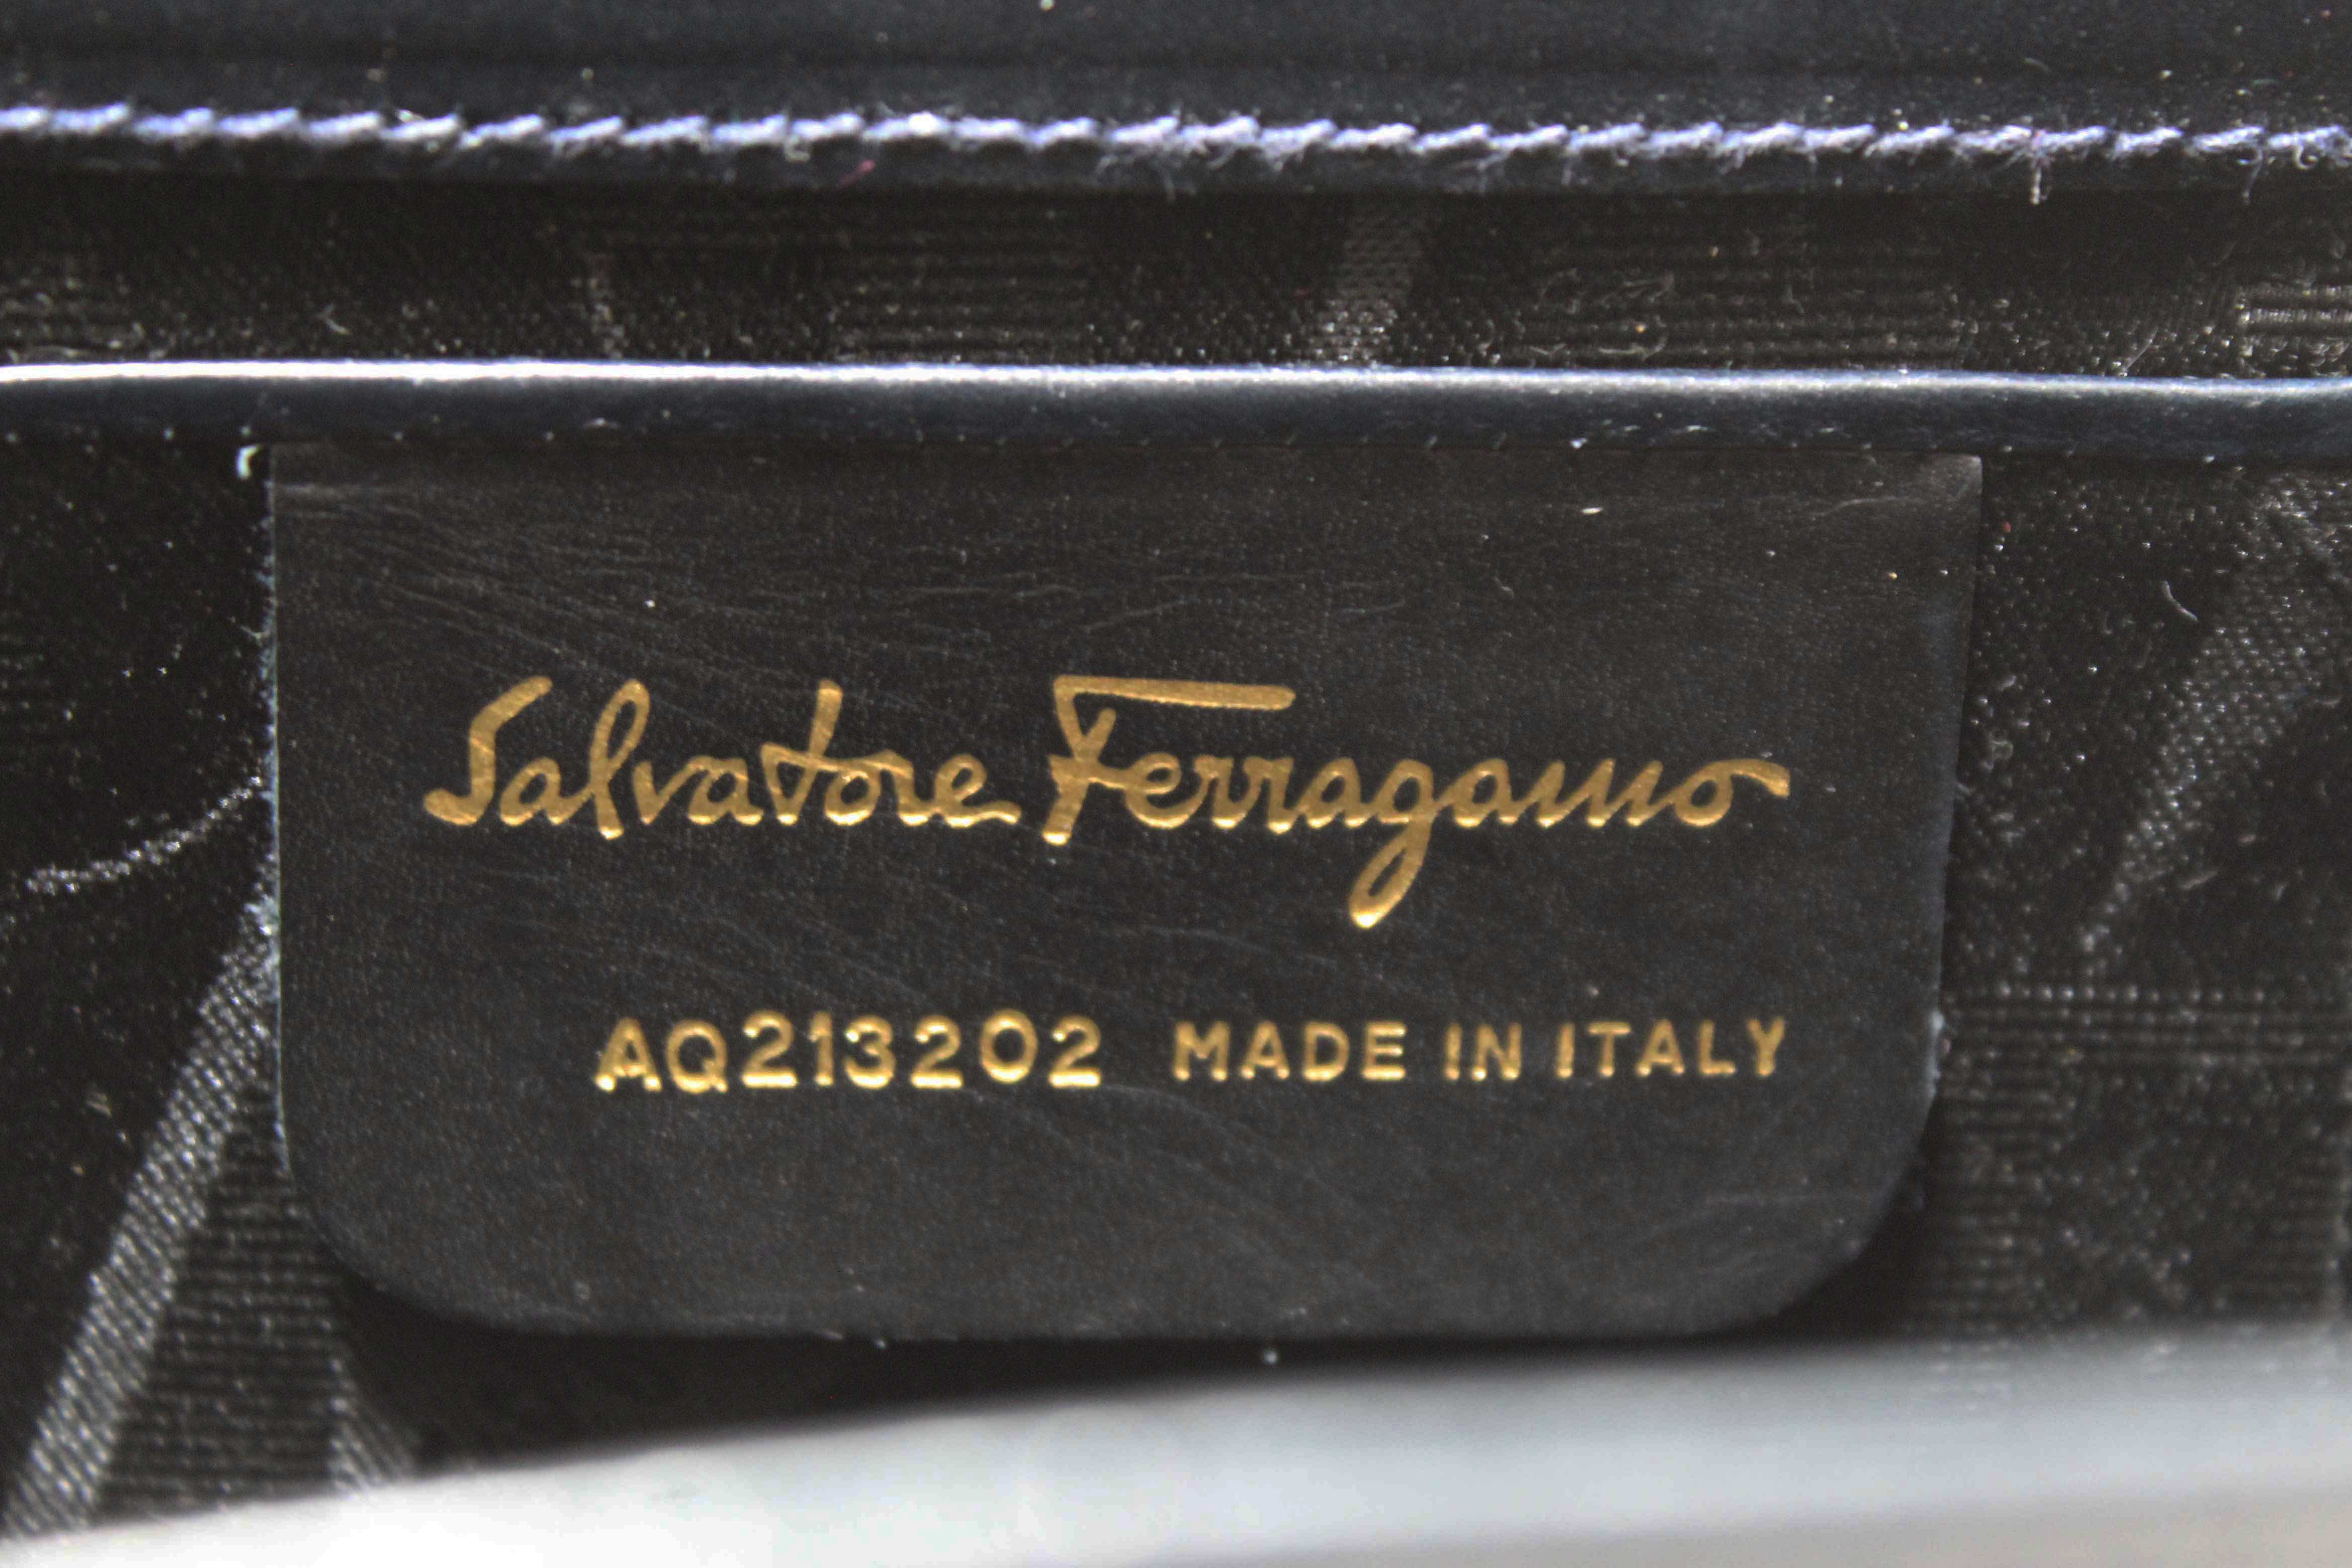 Salvatore Ferragamo
AQ213202 MADE IN ITALY